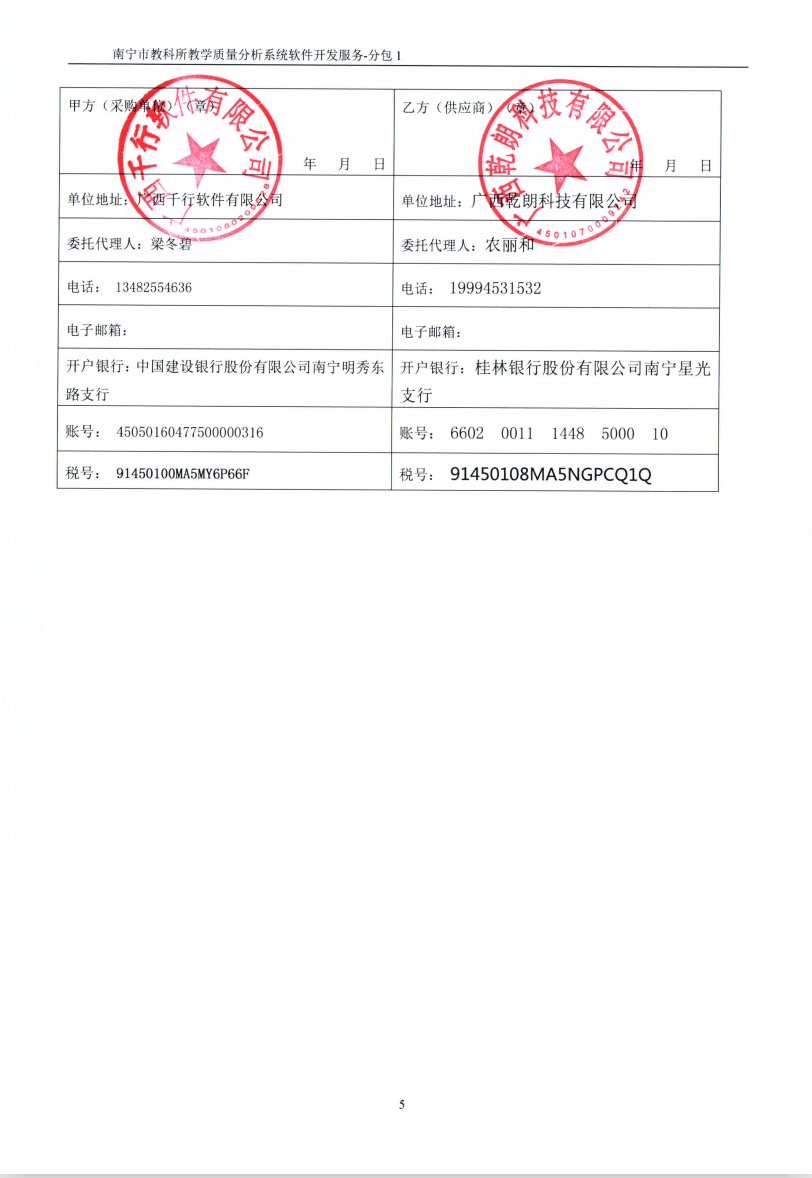 南宁市教科所教学质量分析系统软件开发服务-分包 1
甲方（采购单位）（章）
年 月 日
乙方（供应商）（章）
年 月 日
广西千行软件有限公司
广西乾朗科技有限公司
单位地址：广西千行软件有限公司
单位地址：广西乾朗科技有限公司
委托代理人：梁冬碧
委托代理人：农丽和
电话： 13482554636
电话： 19994531532
电子邮箱：
电子邮箱：
开户银行：中国建设银行股份有限公司南宁明秀东
路支行
开户银行：桂林银行股份有限公司南宁星光
支行
账号： 45050160477500000316
账号： 6602 0011 1448 5000 10
税号： 91450100MA5MY6P66F
税号： 91450108MA5NGPCQ1Q
5